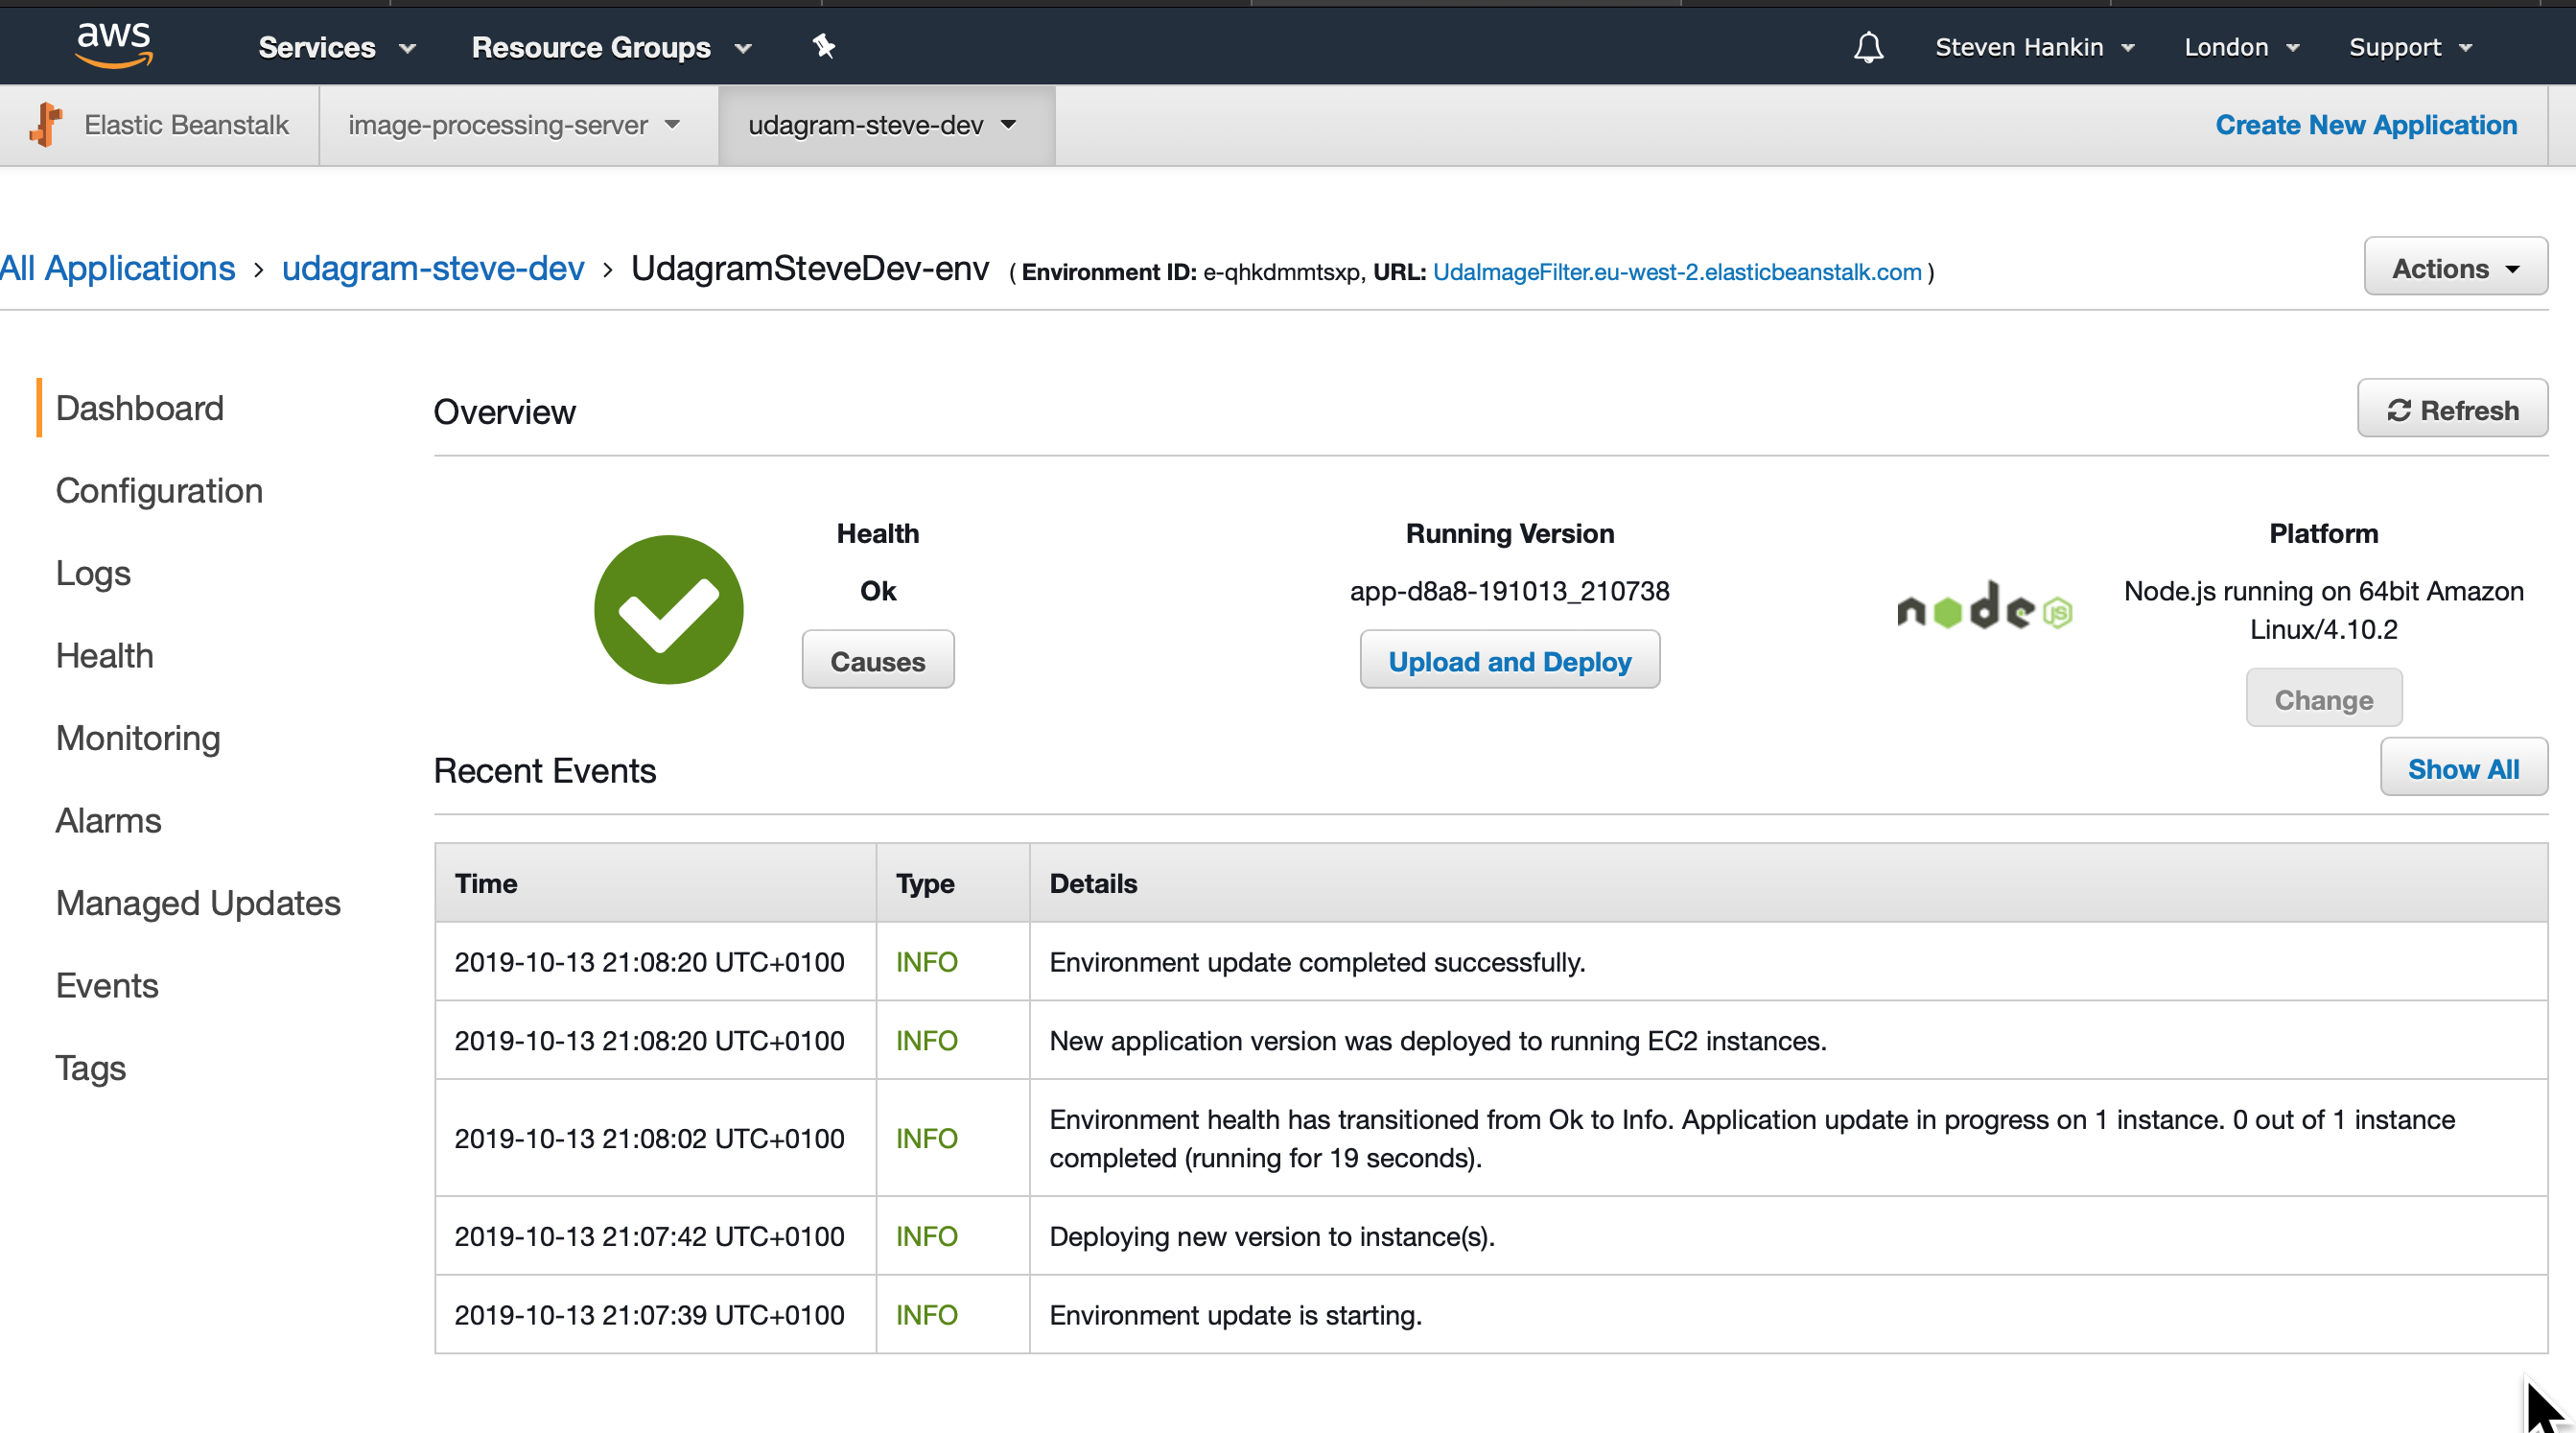 aws Services Resource Groups Steven Hankin London Support
Elastic Beanstalk image-processing-server udagram-steve-dev Create New Application
All Applications › udagram-steve-dev › UdagramSteveDev-env ( Environment ID: e-qhkdmmtsxp, URL: UdaImageFilter.eu-west-2.elasticbeanstalk.com )
Actions
Dashboard
Configuration
Logs
Health
Monitoring
Alarms
Managed Updates
Events
Tags
Overview
Refresh
Health
Ok
Causes
Running Version
app-d8a8-191013_210738
Upload and Deploy
node JS
Platform
Node.js running on 64bit Amazon
Linux/4.10.2
Change
Recent Events
Show All
Time Type Details
2019-10-13 21:08:20 UTC+0100 INFO Environment update completed successfully.
2019-10-13 21:08:20 UTC+0100 INFO New application version was deployed to running EC2 instances.
2019-10-13 21:08:02 UTC+0100 INFO Environment health has transitioned from Ok to Info. Application update in progress on 1 instance. 0 out of 1 instance
completed (running for 19 seconds).
2019-10-13 21:07:42 UTC+0100 INFO Deploying new version to instance(s).
2019-10-13 21:07:39 UTC+0100 INFO Environment update is starting.